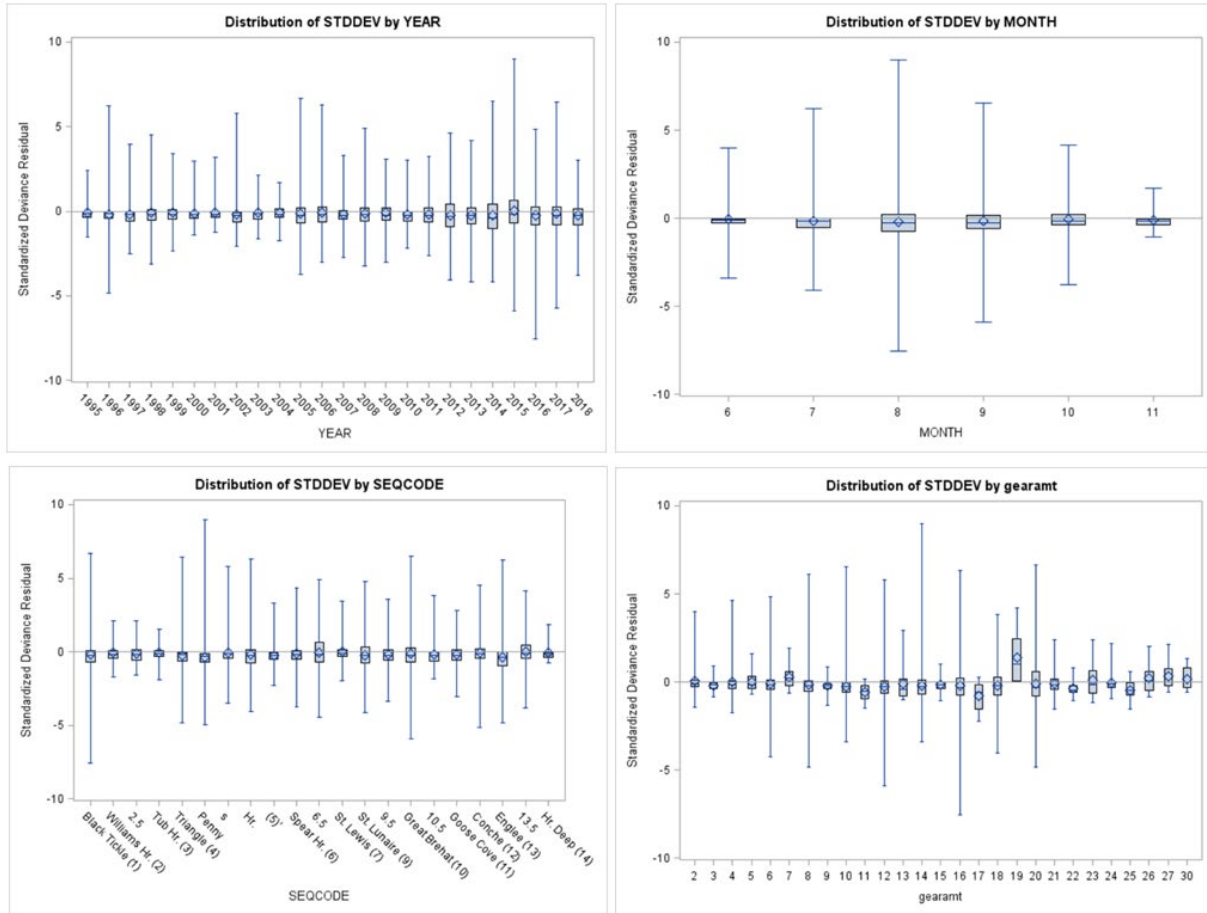 Distribution of STDDEV by YEAR
Standardized Deviance Residual
10
5
0
-5
-10
1995 1996 1997 1998 1999 2000 2001 2002 2003 2004 2005 2006 2007 2008 2009 2010 2011 2012 2013 2014 2015 2016 2017 2018
YEAR
Distribution of STDDEV by MONTH
Standardized Deviance Residual
10
5
0
-5
-10
6 7 8 9 10 11
MONTH
Distribution of STDDEV by SEQCODE
Standardized Deviance Residual
10
5
0
-5
-10
Black Tickle (1)
Williams Hr. (2)
2.5
Tub Hr. (3)
Triangle (4)
Penny
s
Hr.
(5)'
Spear Hr. (6)
6.5
St. Lewis (7)
St. Lunaire (9)
9.5
Great Brehat (10)
10.5
Goose Cove (11)
Conche (12)
Englee (13)
13.5
Hr. Deep (14)
SEQCODE
Distribution of STDDEV by gearamt
Standardized Deviance Residual
10
5
0
-5
-10
2 3 4 5 6 7 8 9 10 11 12 13 14 15 16 17 18 19 20 21 22 23 24 25 26 27 30
gearamt